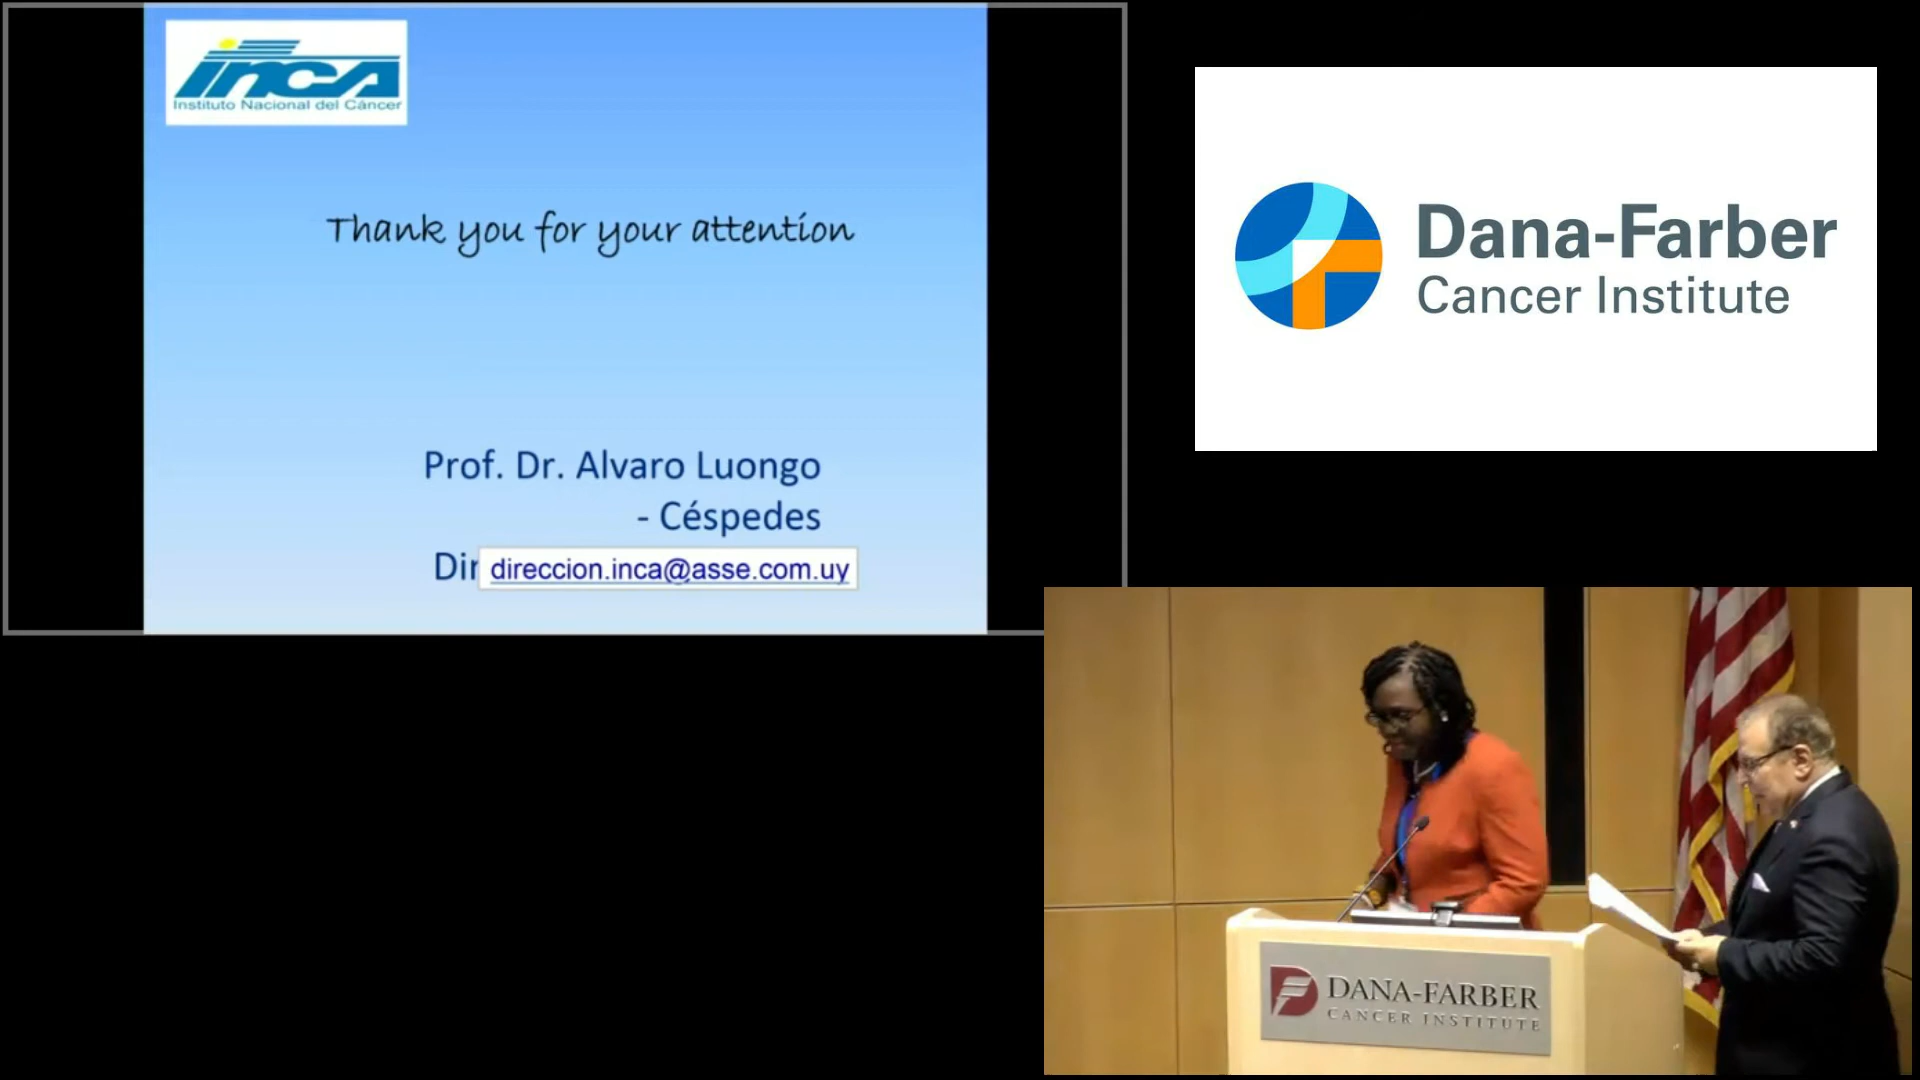 inca
Instituto Nacional del Cáncer
Thank you for your attention
Prof. Dr. Alvaro Luongo
- Céspedes
Dir
direccion.inca@asse.com.uy
Dana-Farber
Cancer Institute
DANA-FARBER
CANCER INSTITUTE